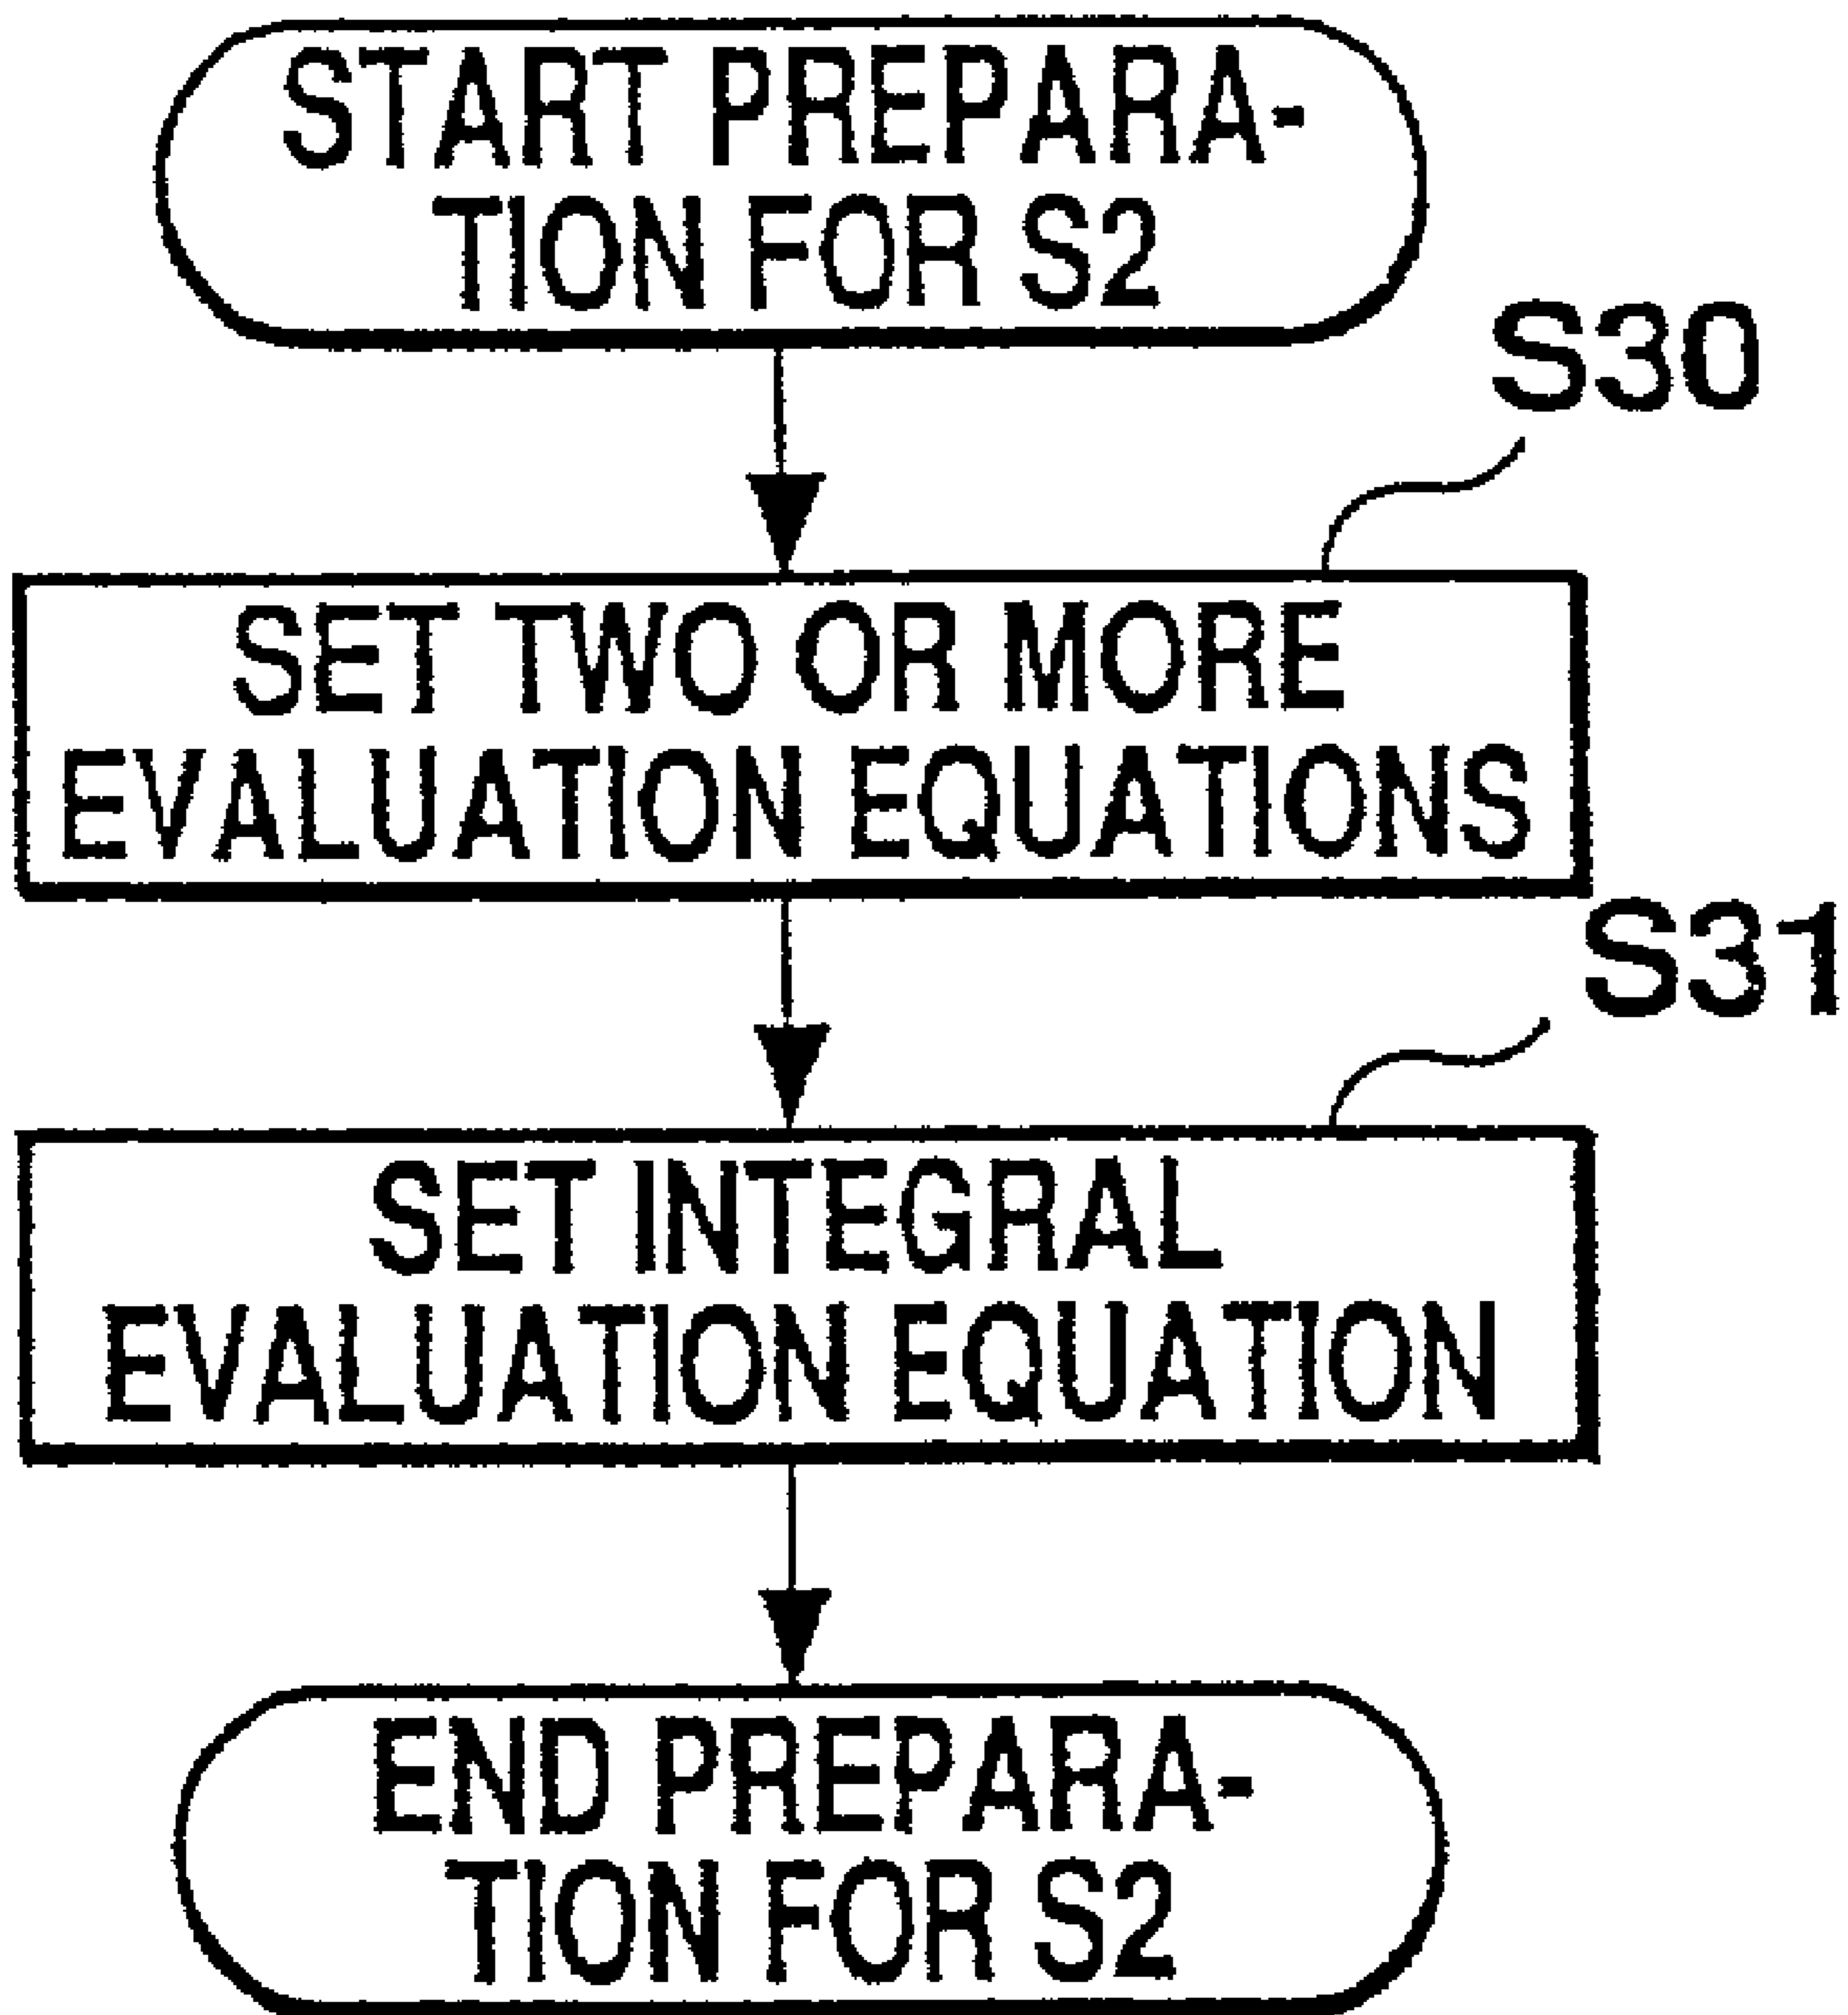 START PREPARA-
TION FOR S2
S30
SET TWO OR MORE
EVALUATION EQUATIONS
S31
SET INTEGRAL
EVALUATION EQUATION
END PREPARA-
TION FOR S2